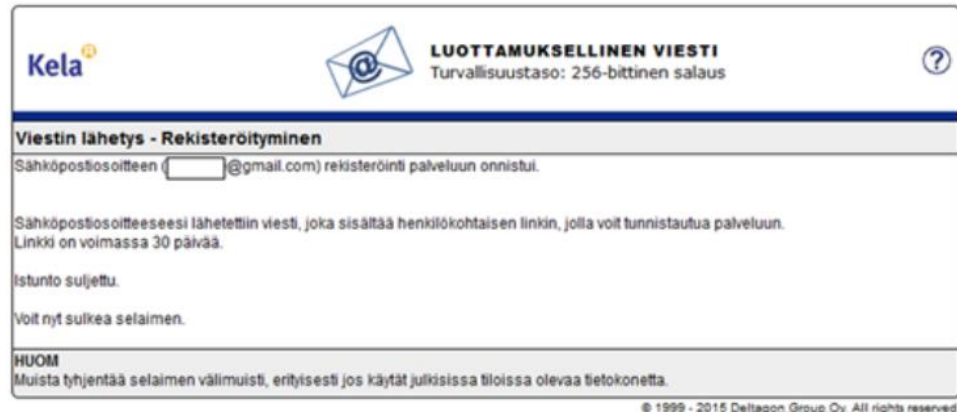 Kela®
@
LUOTTAMUKSELLINEN VIESTI
Turvallisuustaso: 256-bittinen salaus
?
Viestin lähetys - Rekisteröityminen
Sähköpostiosoitteen ( @gmail.com) rekisteröinti palveluun onnistui.
Sähköpostiosoitteeseesi lähetettiin viesti, joka sisältää henkilökohtaisen linkin, jolla voit tunnistautua palveluun.
Linkki on voimassa 30 päivää.
Istunto suljettu.
Voit nyt sulkea selaimen.
HUOM
Muista tyhjentää selaimen välimuisti, erityisesti jos käytät julkisissa tiloissa olevaa tietokonetta.
© 1999 - 2015 Deltagon Group Oy. All rights reserved